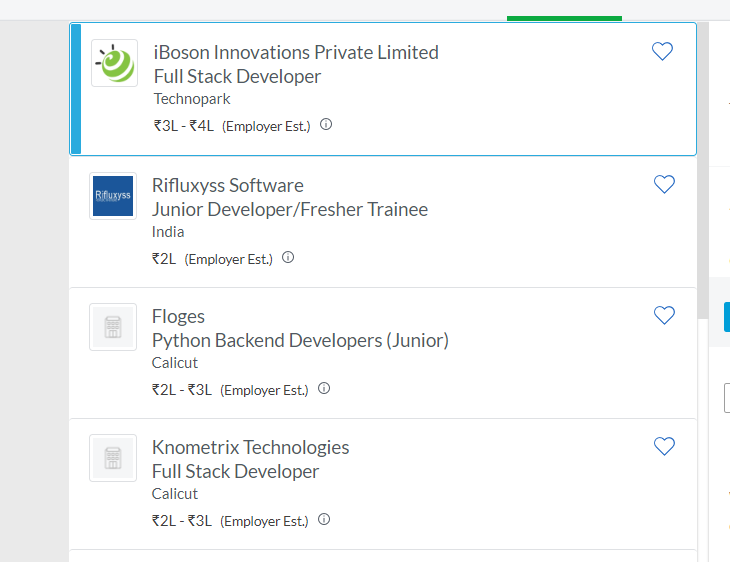 iBoson Innovations Private Limited
Full Stack Developer
Technopark
₹3L - ₹4L (Employer Est.)
Rifluxyss
Rifluxyss Software
Junior Developer/Fresher Trainee
India
₹2L (Employer Est.)
Floges
Python Backend Developers (Junior)
Calicut
₹2L - ₹3L (Employer Est.)
Knometrix Technologies
Full Stack Developer
Calicut
₹2L - ₹3L (Employer Est.)